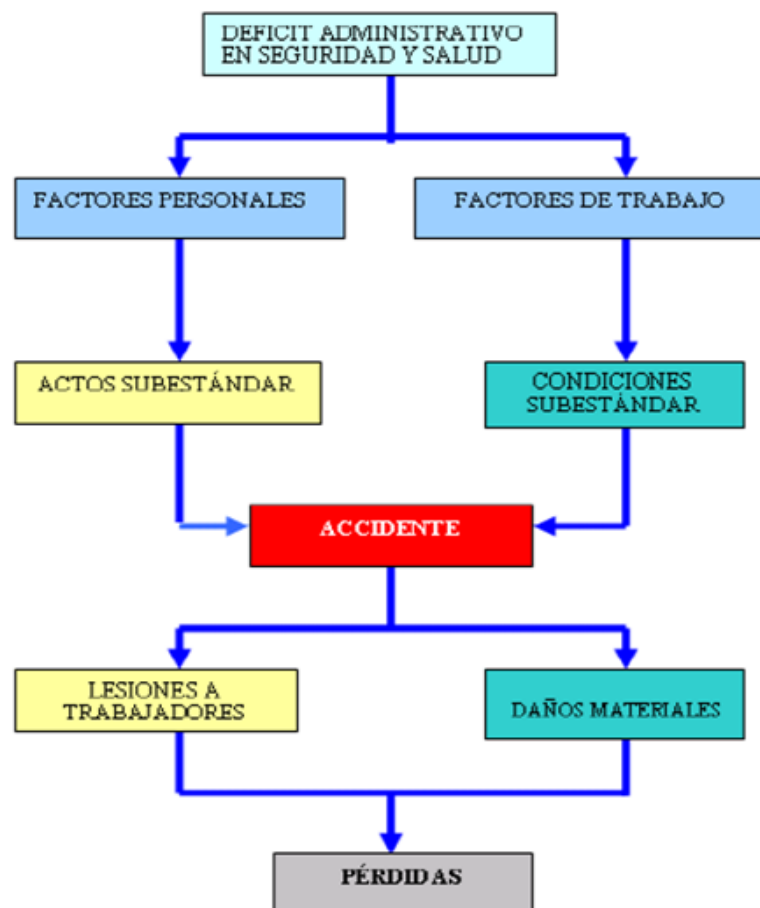 DEFICIT ADMINISTRATIVO
EN SEGURIDAD Y SALUD
FACTORES PERSONALES
FACTORES DE TRABAJO
ACTOS SUBESTÁNDAR
CONDICIONES
SUBESTÁNDAR
ACCIDENTE
LESIONES A
TRABAJADORES
DAÑOS MATERIALES
PÉRDIDAS